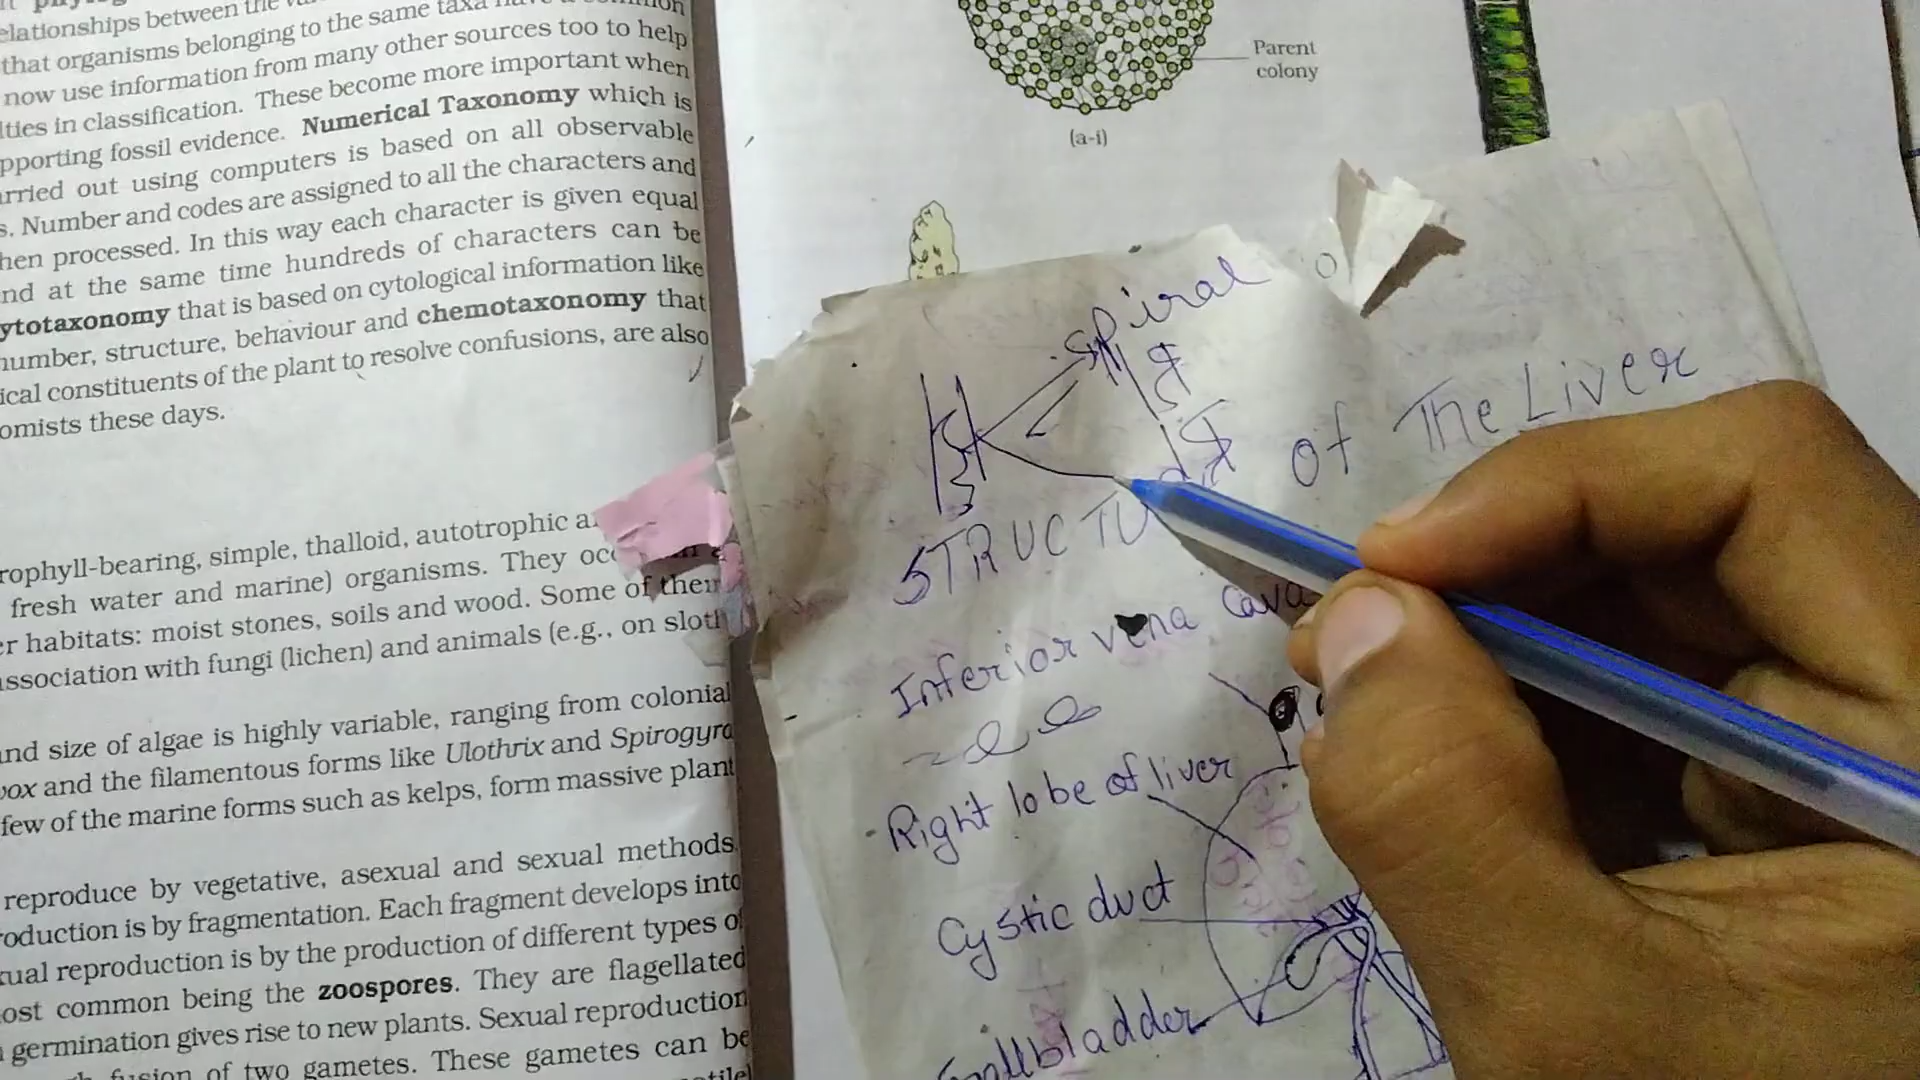 elationships between the
that organisms belonging to the same taxa
now use information from many other sources too to help
lties in classification. These become more important when
pporting fossil evidence. Numerical Taxonomy which is
arried out using computers is based on all observable
s. Number and codes are assigned to all the characters and
hen processed. In this way each character is given equal
nd at the same time hundreds of characters can be
ytotaxonomy that is based on cytological information like
number, structure, behaviour and chemotaxonomy that
ical constituents of the plant to resolve confusions, are also
omists these days.
rophyll-bearing, simple, thalloid, autotrophic a
fresh water and marine) organisms. They occ
er habitats: moist stones, soils and wood. Some of them
association with fungi (lichen) and animals (e.g., on sloth
and size of algae is highly variable, ranging from colonial
vox and the filamentous forms like Ulothrix and Spirogyra
few of the marine forms such as kelps, form massive plant
reproduce by vegetative, asexual and sexual methods.
roduction is by fragmentation. Each fragment develops into
xual reproduction is by the production of different types of
ost common being the zoospores. They are flagellated
germination gives rise to new plants. Sexual reproduction
fusion of two gametes. These gametes can be
Parent
colony
(a-i)
spiral
STRUCTU of The Liver
Inferior vena cava
Right lobe of liver
Cystic duct
Gallbladder